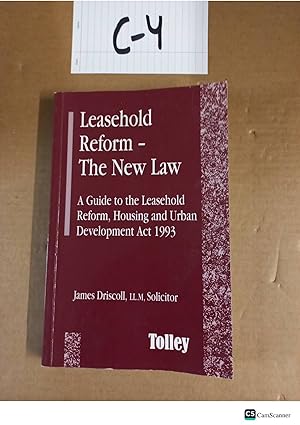 C-4
Leasehold
Reform –
The New Law
A Guide to the Leasehold
Reform, Housing and Urban
Development Act 1993
James Driscoll, LL.M, Solicitor
Tolley
CS CamScanner